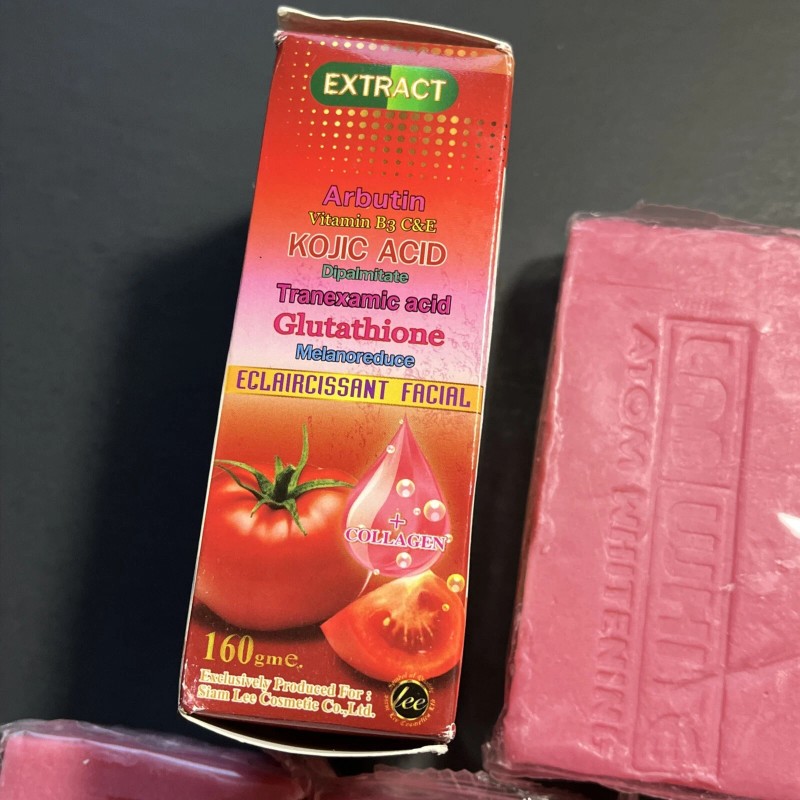 EXTRACT
Arbutin
Vitamin B3 C&E
KOJIC ACID
Dipalmitate
Tranexamic acid
Glutathione
Melanoreduce
ECLAIRCISSANT FACIAL
+
COLLAGEN
160gme.
Exclusively Produced For :
Siam Lee Cosmetic Co.,Ltd.
Lee
ATOM WHITENING